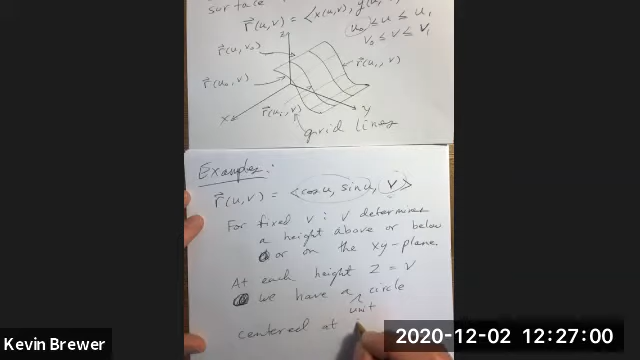 surface
r⃗(u,v) = <x(u,v), y(u,
u₀ ≤ u ≤ u₁
v₀ ≤ v ≤ v₁
z
r⃗(u,v₀)
r⃗(u₀,v)
r⃗(u₁,v)
x
y
grid lines
Examples:
r⃗(u,v) = <cos u, sin u, v>
For fixed v: v determines
a height above or below
or on the xy-plane.
At each height z = v
we have a unit circle
centered at
Kevin Brewer
2020-12-02 12:27:00